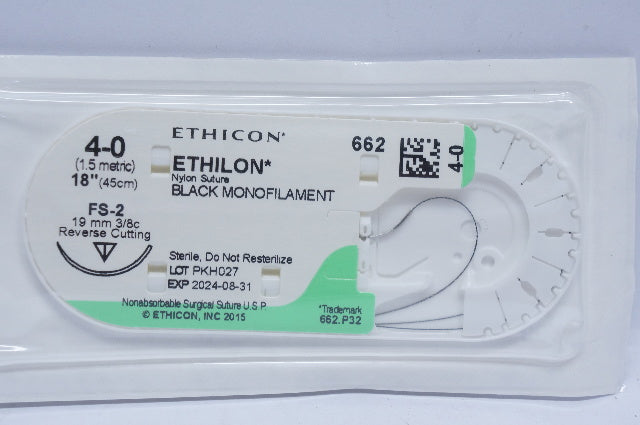 ETHICON*
4-0
(1.5 metric)
18" (45cm)
ETHILON*
Nylon Suture
BLACK MONOFILAMENT
662
4-0
FS-2
19 mm 3/8c
Reverse Cutting
Sterile, Do Not Resterilize
LOT PKH027
EXP 2024-08-31
Nonabsorbable Surgical Suture U.S.P.
© ETHICON, INC 2015
*Trademark
662.P32